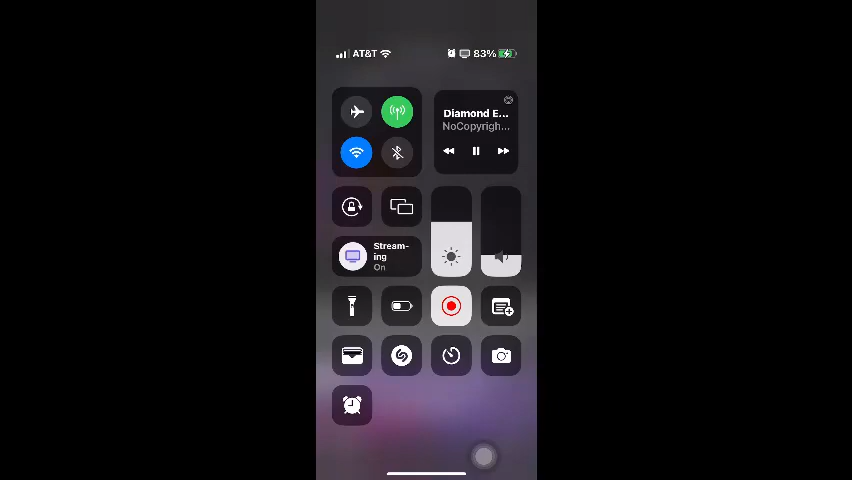 AT&T
83%
Diamond E...
NoCopyrigh...
Stream-
ing
On